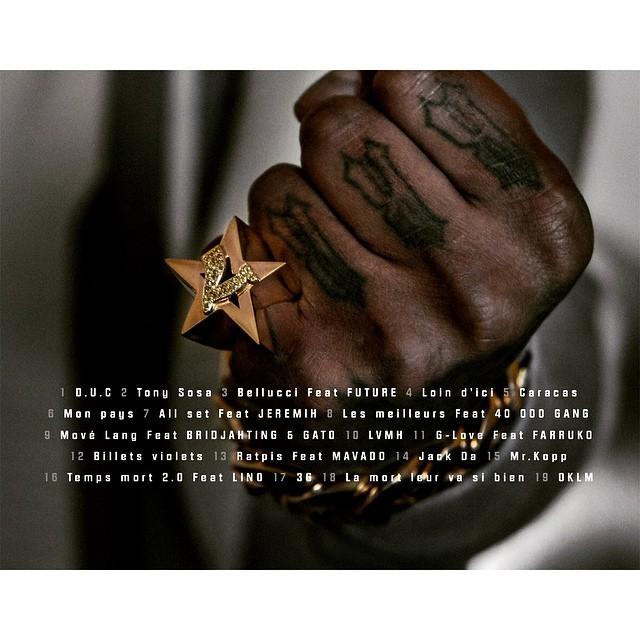 1 D.U.C 2 Tony Sosa 3 Bellucci Feat FUTURE 4 Loin d'ici 5 Caracas
6 Mon pays 7 All set Feat JEREMIH 8 Les meilleurs Feat 40 000 GANG
9 Mové Lang Feat BRIDJAHTING & GATO 10 LVMH 11 G-Love Feat FARRUKO
12 Billets violets 13 Ratpis Feat MAVADO 14 Jack Da 15 Mr.Kopp
16 Temps mort 2.0 Feat LINO 17 36 18 La mort leur va si bien 19 OKLM